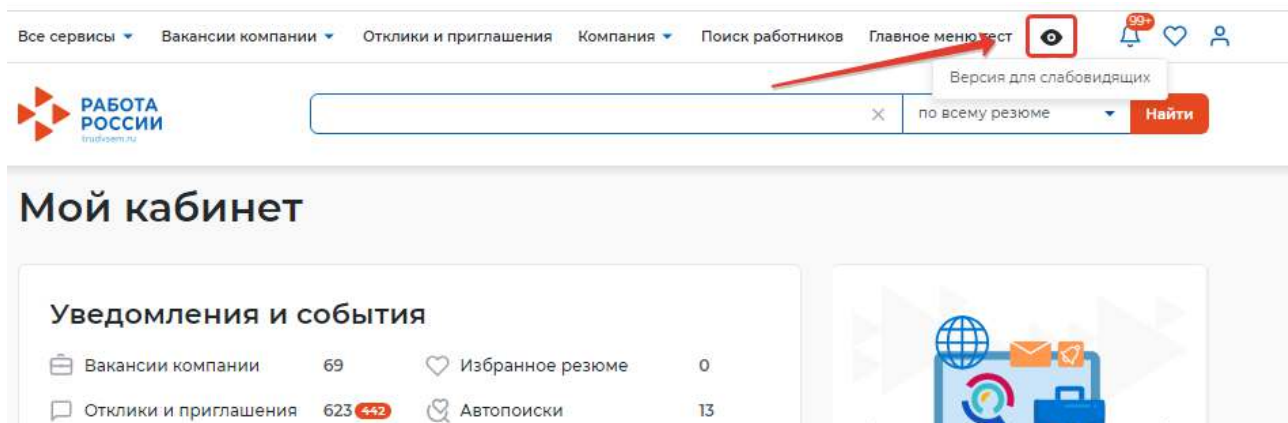 Все сервисы Вакансии компании Отклики и приглашения Компания Поиск работников Главное меню тест 99+
Версия для слабовидящих
РАБОТА
РОССИИ
trudvsem.ru
по всему резюме Найти
Мой кабинет
Уведомления и события
Вакансии компании 69 Избранное резюме 0
Отклики и приглашения 623 442 Автопоиски 13